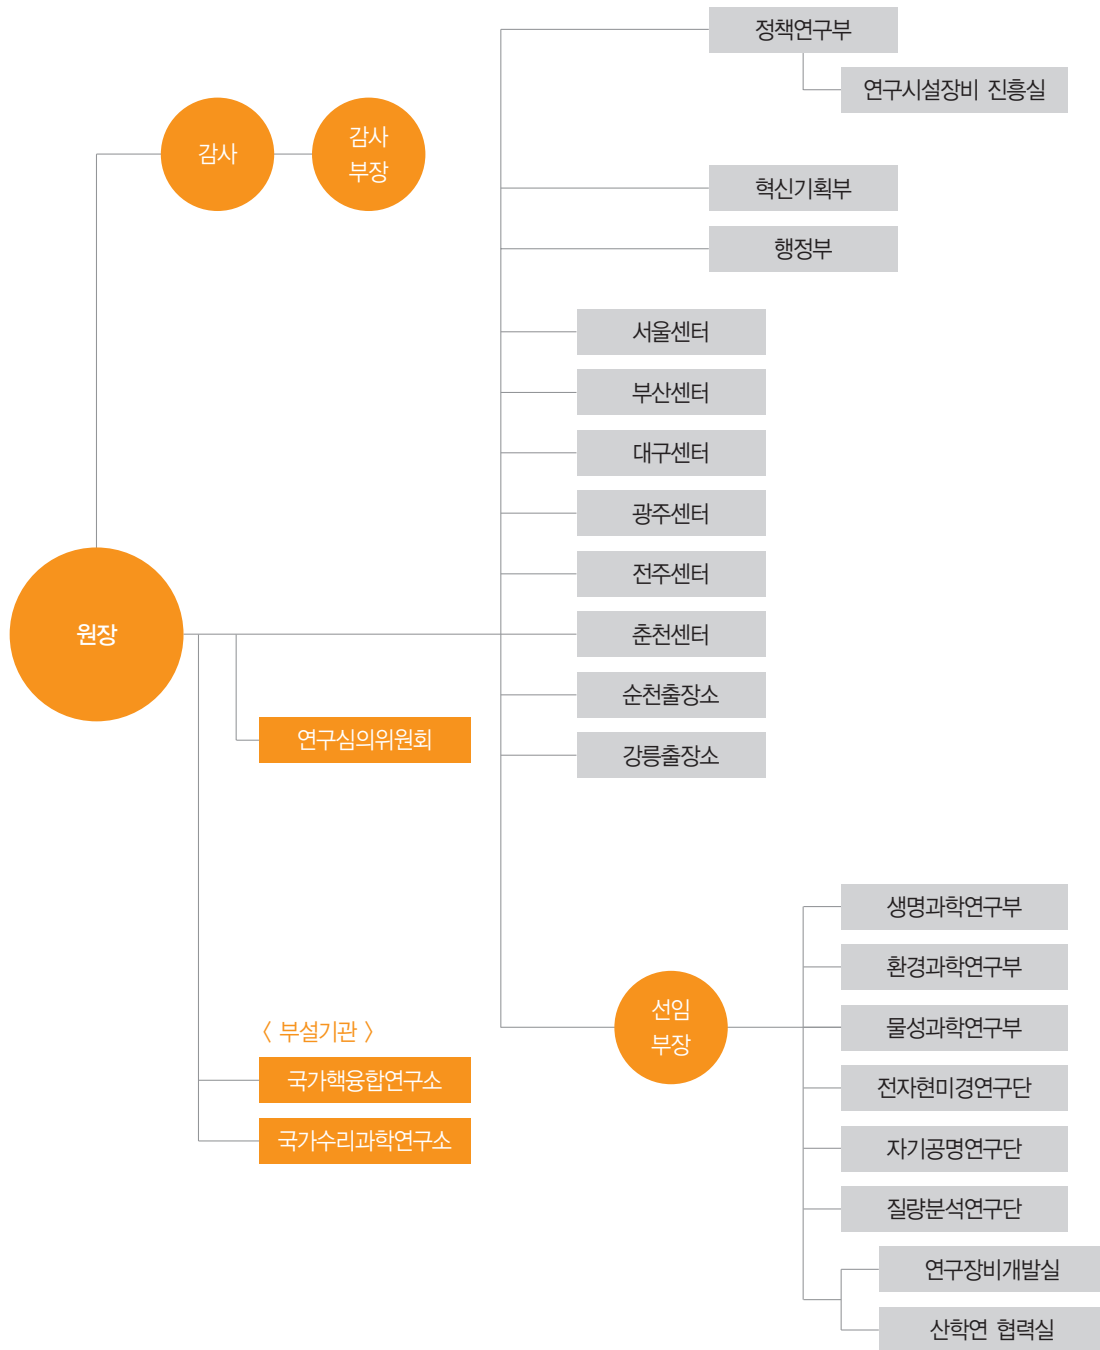 정책연구부
연구시설장비 진흥실
감사
감사
부장
혁신기획부
행정부
서울센터
부산센터
대구센터
광주센터
전주센터
원장
춘천센터
순천출장소
연구심의위원회
강릉출장소
생명과학연구부
환경과학연구부
선임
부장
물성과학연구부
〈 부설기관 〉
국가핵융합연구소
전자현미경연구단
국가수리과학연구소
자기공명연구단
질량분석연구단
연구장비개발실
산학연 협력실